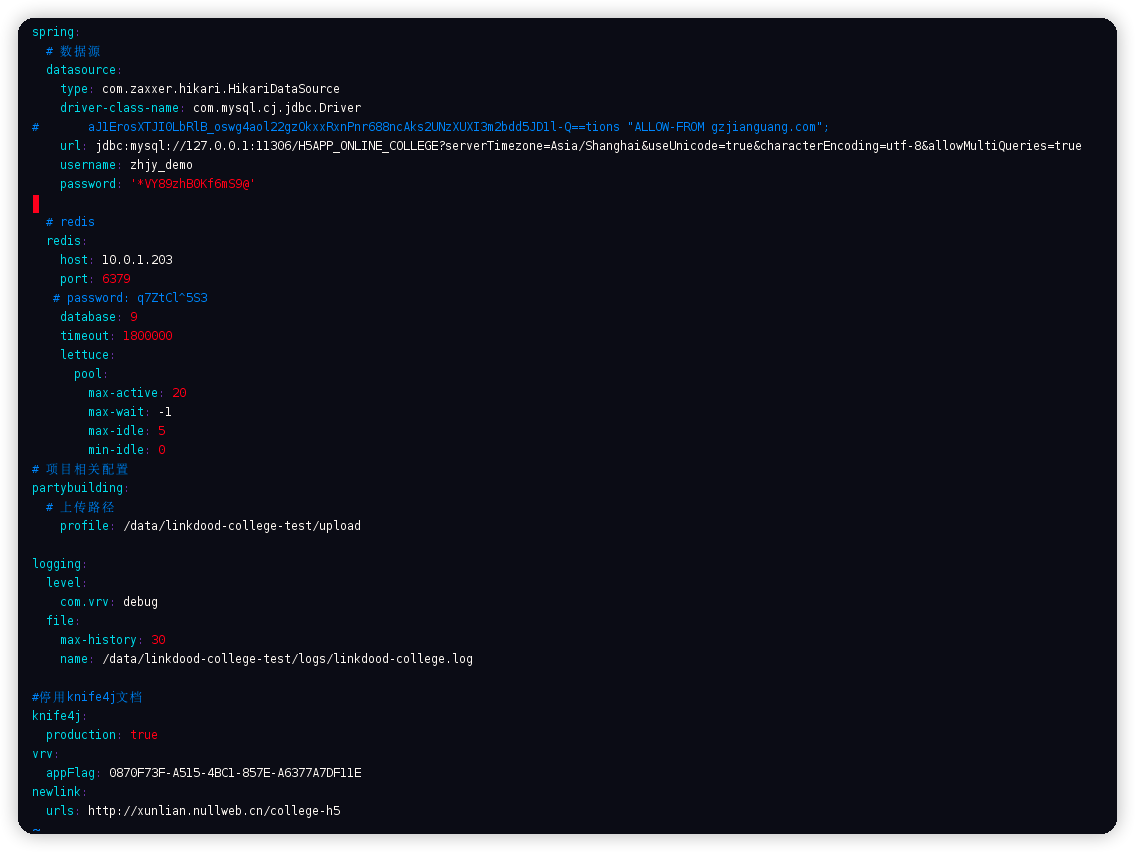 spring:
# 数据源
datasource:
type: com.zaxxer.hikari.HikariDataSource
driver-class-name: com.mysql.cj.jdbc.Driver
# aJ1ErosXTJIOLbRlB_oswg4aol22gzOkxxRxnPnr688ncAks2UNzXUXI3m2bdd5JD1l-Q==tions "ALLOW-FROM gzjianguang.com";
url: jdbc:mysql://127.0.0.1:11306/H5APP_ONLINE_COLLEGE?serverTimezone=Asia/Shanghai&useUnicode=true&characterEncoding=utf-8&allowMultiQueries=true
username: zhjy_demo
password: '*VY89zhB0Kf6mS9@'
# redis
redis:
host: 10.0.1.203
port: 6379
# password: q7ZtCl^5S3
database: 9
timeout: 1800000
lettuce:
pool:
max-active: 20
max-wait: -1
max-idle: 5
min-idle: 0
# 项目相关配置
partybuilding:
# 上传路径
profile: /data/linkdood-college-test/upload
logging:
level:
com.vrv: debug
file:
max-history: 30
name: /data/linkdood-college-test/logs/linkdood-college.log
#停用knife4j文档
knife4j:
production: true
vrv:
appFlag: 0870F73F-A515-4BC1-857E-A6377A7DF11E
newlink:
urls: http://xunlian.nullweb.cn/college-h5
~